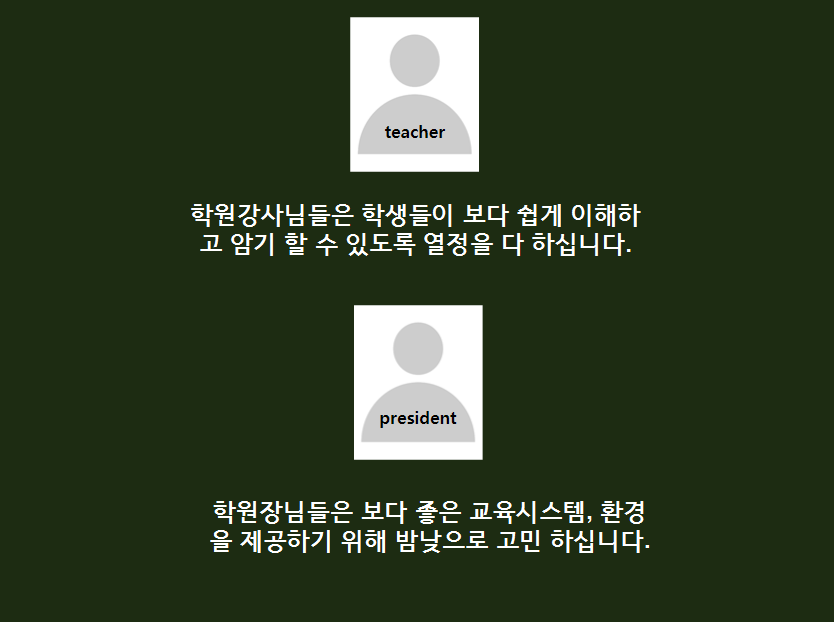 teacher
학원강사님들은 학생들이 보다 쉽게 이해하
고 암기 할 수 있도록 열정을 다 하십니다.
president
학원장님들은 보다 좋은 교육시스템, 환경
을 제공하기 위해 밤낮으로 고민 하십니다.